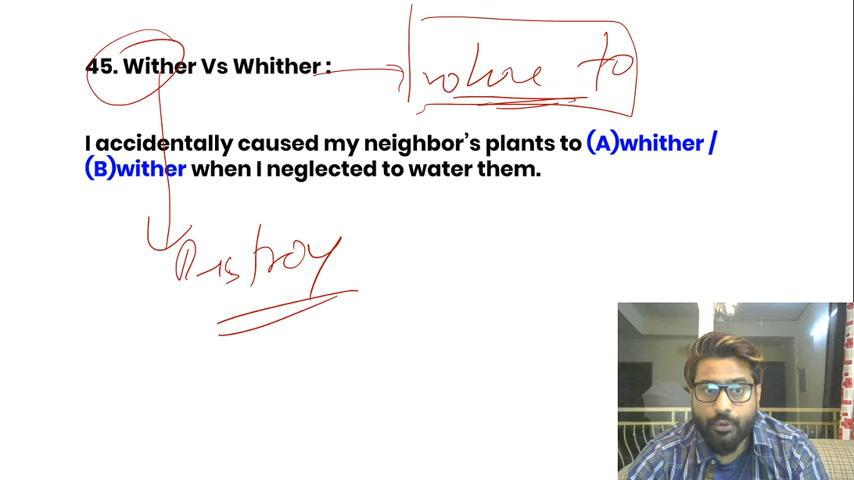 45. Wither Vs Whither :
where to
I accidentally caused my neighbor's plants to (A)whither /
(B)wither when I neglected to water them.
Destroy